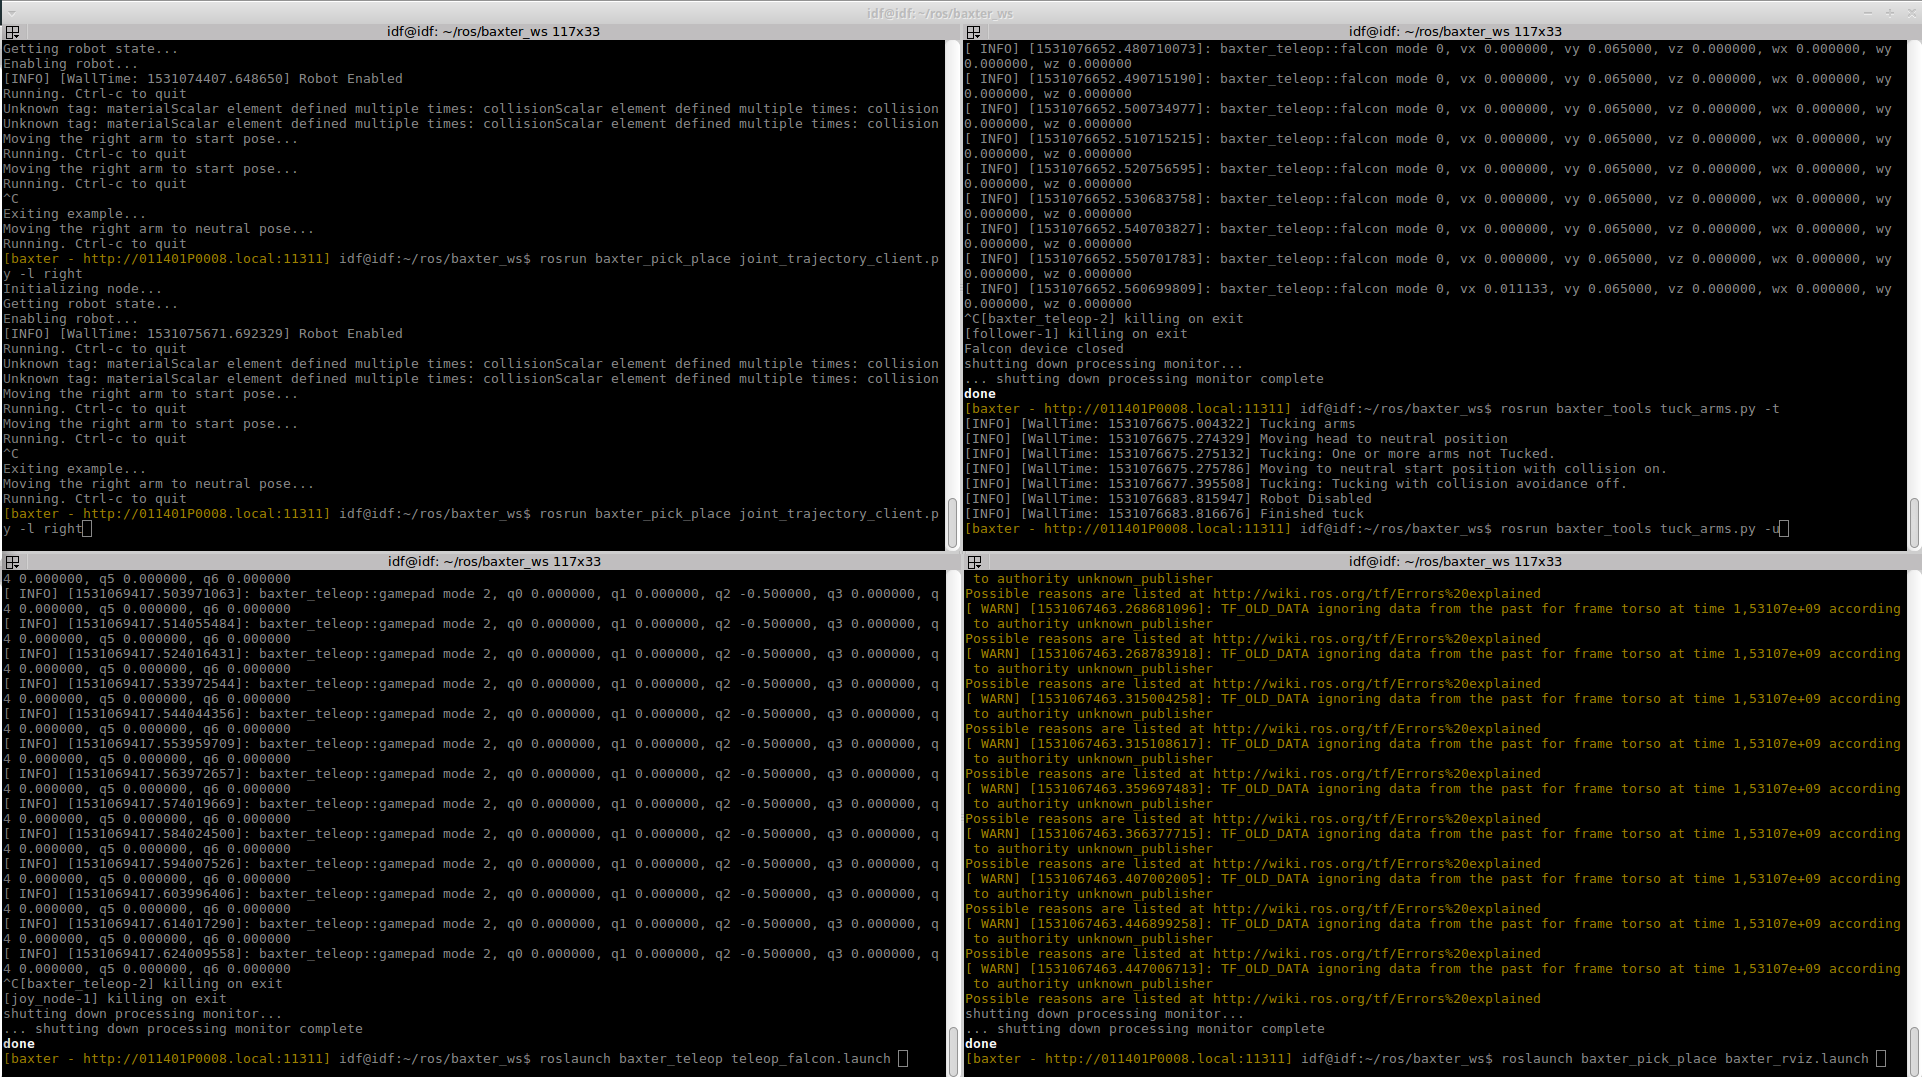 idf@idf: ~/ros/baxter_ws
idf@idf: ~/ros/baxter_ws 117x33
Getting robot state...
Enabling robot...
[INFO] [WallTime: 1531074407.648650] Robot Enabled
Running. Ctrl-c to quit
Unknown tag: materialScalar element defined multiple times: collisionScalar element defined multiple times: collision
Unknown tag: materialScalar element defined multiple times: collisionScalar element defined multiple times: collision
Moving the right arm to start pose...
Running. Ctrl-c to quit
Moving the right arm to start pose...
Running. Ctrl-c to quit
^C
Exiting example...
Moving the right arm to neutral pose...
Running. Ctrl-c to quit
[baxter - http://011401P0008.local:11311] idf@idf:~/ros/baxter_ws$ rosrun baxter_pick_place joint_trajectory_client.p
y -l right
Initializing node...
Getting robot state...
Enabling robot...
[INFO] [WallTime: 1531075671.692329] Robot Enabled
Running. Ctrl-c to quit
Unknown tag: materialScalar element defined multiple times: collisionScalar element defined multiple times: collision
Unknown tag: materialScalar element defined multiple times: collisionScalar element defined multiple times: collision
Moving the right arm to start pose...
Running. Ctrl-c to quit
Moving the right arm to start pose...
Running. Ctrl-c to quit
^C
Exiting example...
Moving the right arm to neutral pose...
Running. Ctrl-c to quit
[baxter - http://011401P0008.local:11311] idf@idf:~/ros/baxter_ws$ rosrun baxter_pick_place joint_trajectory_client.p
y -l right
idf@idf: ~/ros/baxter_ws 117x33
[ INFO] [1531076652.480710073]: baxter_teleop::falcon mode 0, vx 0.000000, vy 0.065000, vz 0.000000, wx 0.000000, wy
0.000000, wz 0.000000
[ INFO] [1531076652.490715190]: baxter_teleop::falcon mode 0, vx 0.000000, vy 0.065000, vz 0.000000, wx 0.000000, wy
0.000000, wz 0.000000
[ INFO] [1531076652.500734977]: baxter_teleop::falcon mode 0, vx 0.000000, vy 0.065000, vz 0.000000, wx 0.000000, wy
0.000000, wz 0.000000
[ INFO] [1531076652.510715215]: baxter_teleop::falcon mode 0, vx 0.000000, vy 0.065000, vz 0.000000, wx 0.000000, wy
0.000000, wz 0.000000
[ INFO] [1531076652.520756595]: baxter_teleop::falcon mode 0, vx 0.000000, vy 0.065000, vz 0.000000, wx 0.000000, wy
0.000000, wz 0.000000
[ INFO] [1531076652.530683758]: baxter_teleop::falcon mode 0, vx 0.000000, vy 0.065000, vz 0.000000, wx 0.000000, wy
0.000000, wz 0.000000
[ INFO] [1531076652.540703827]: baxter_teleop::falcon mode 0, vx 0.000000, vy 0.065000, vz 0.000000, wx 0.000000, wy
0.000000, wz 0.000000
[ INFO] [1531076652.550701783]: baxter_teleop::falcon mode 0, vx 0.000000, vy 0.065000, vz 0.000000, wx 0.000000, wy
0.000000, wz 0.000000
[ INFO] [1531076652.560699809]: baxter_teleop::falcon mode 0, vx 0.011133, vy 0.065000, vz 0.000000, wx 0.000000, wy
0.000000, wz 0.000000
^C[baxter_teleop-2] killing on exit
[follower-1] killing on exit
Falcon device closed
shutting down processing monitor...
... shutting down processing monitor complete
done
[baxter - http://011401P0008.local:11311] idf@idf:~/ros/baxter_ws$ rosrun baxter_tools tuck_arms.py -t
[INFO] [WallTime: 1531076675.004322] Tucking arms
[INFO] [WallTime: 1531076675.274329] Moving head to neutral position
[INFO] [WallTime: 1531076675.275132] Tucking: One or more arms not Tucked.
[INFO] [WallTime: 1531076675.275786] Moving to neutral start position with collision on.
[INFO] [WallTime: 1531076677.395508] Tucking: Tucking with collision avoidance off.
[INFO] [WallTime: 1531076683.815947] Robot Disabled
[INFO] [WallTime: 1531076683.816676] Finished tuck
[baxter - http://011401P0008.local:11311] idf@idf:~/ros/baxter_ws$ rosrun baxter_tools tuck_arms.py -u
idf@idf: ~/ros/baxter_ws 117x33
4 0.000000, q5 0.000000, q6 0.000000
[ INFO] [1531069417.503971063]: baxter_teleop::gamepad mode 2, q0 0.000000, q1 0.000000, q2 -0.500000, q3 0.000000, q
4 0.000000, q5 0.000000, q6 0.000000
[ INFO] [1531069417.514055484]: baxter_teleop::gamepad mode 2, q0 0.000000, q1 0.000000, q2 -0.500000, q3 0.000000, q
4 0.000000, q5 0.000000, q6 0.000000
[ INFO] [1531069417.524016431]: baxter_teleop::gamepad mode 2, q0 0.000000, q1 0.000000, q2 -0.500000, q3 0.000000, q
4 0.000000, q5 0.000000, q6 0.000000
[ INFO] [1531069417.533972544]: baxter_teleop::gamepad mode 2, q0 0.000000, q1 0.000000, q2 -0.500000, q3 0.000000, q
4 0.000000, q5 0.000000, q6 0.000000
[ INFO] [1531069417.544044356]: baxter_teleop::gamepad mode 2, q0 0.000000, q1 0.000000, q2 -0.500000, q3 0.000000, q
4 0.000000, q5 0.000000, q6 0.000000
[ INFO] [1531069417.553959709]: baxter_teleop::gamepad mode 2, q0 0.000000, q1 0.000000, q2 -0.500000, q3 0.000000, q
4 0.000000, q5 0.000000, q6 0.000000
[ INFO] [1531069417.563972657]: baxter_teleop::gamepad mode 2, q0 0.000000, q1 0.000000, q2 -0.500000, q3 0.000000, q
4 0.000000, q5 0.000000, q6 0.000000
[ INFO] [1531069417.574019669]: baxter_teleop::gamepad mode 2, q0 0.000000, q1 0.000000, q2 -0.500000, q3 0.000000, q
4 0.000000, q5 0.000000, q6 0.000000
[ INFO] [1531069417.584024500]: baxter_teleop::gamepad mode 2, q0 0.000000, q1 0.000000, q2 -0.500000, q3 0.000000, q
4 0.000000, q5 0.000000, q6 0.000000
[ INFO] [1531069417.594007526]: baxter_teleop::gamepad mode 2, q0 0.000000, q1 0.000000, q2 -0.500000, q3 0.000000, q
4 0.000000, q5 0.000000, q6 0.000000
[ INFO] [1531069417.603996406]: baxter_teleop::gamepad mode 2, q0 0.000000, q1 0.000000, q2 -0.500000, q3 0.000000, q
4 0.000000, q5 0.000000, q6 0.000000
[ INFO] [1531069417.614017290]: baxter_teleop::gamepad mode 2, q0 0.000000, q1 0.000000, q2 -0.500000, q3 0.000000, q
4 0.000000, q5 0.000000, q6 0.000000
[ INFO] [1531069417.624009558]: baxter_teleop::gamepad mode 2, q0 0.000000, q1 0.000000, q2 -0.500000, q3 0.000000, q
4 0.000000, q5 0.000000, q6 0.000000
^C[baxter_teleop-2] killing on exit
[joy_node-1] killing on exit
shutting down processing monitor...
... shutting down processing monitor complete
done
[baxter - http://011401P0008.local:11311] idf@idf:~/ros/baxter_ws$ roslaunch baxter_teleop teleop_falcon.launch
idf@idf: ~/ros/baxter_ws 117x33
to authority unknown_publisher
Possible reasons are listed at http://wiki.ros.org/tf/Errors%20explained
[ WARN] [1531067463.268681096]: TF_OLD_DATA ignoring data from the past for frame torso at time 1,53107e+09 according
to authority unknown_publisher
Possible reasons are listed at http://wiki.ros.org/tf/Errors%20explained
[ WARN] [1531067463.268783918]: TF_OLD_DATA ignoring data from the past for frame torso at time 1,53107e+09 according
to authority unknown_publisher
Possible reasons are listed at http://wiki.ros.org/tf/Errors%20explained
[ WARN] [1531067463.315004258]: TF_OLD_DATA ignoring data from the past for frame torso at time 1,53107e+09 according
to authority unknown_publisher
Possible reasons are listed at http://wiki.ros.org/tf/Errors%20explained
[ WARN] [1531067463.315108617]: TF_OLD_DATA ignoring data from the past for frame torso at time 1,53107e+09 according
to authority unknown_publisher
Possible reasons are listed at http://wiki.ros.org/tf/Errors%20explained
[ WARN] [1531067463.359697483]: TF_OLD_DATA ignoring data from the past for frame torso at time 1,53107e+09 according
to authority unknown_publisher
Possible reasons are listed at http://wiki.ros.org/tf/Errors%20explained
[ WARN] [1531067463.366377715]: TF_OLD_DATA ignoring data from the past for frame torso at time 1,53107e+09 according
to authority unknown_publisher
Possible reasons are listed at http://wiki.ros.org/tf/Errors%20explained
[ WARN] [1531067463.407002005]: TF_OLD_DATA ignoring data from the past for frame torso at time 1,53107e+09 according
to authority unknown_publisher
Possible reasons are listed at http://wiki.ros.org/tf/Errors%20explained
[ WARN] [1531067463.446899258]: TF_OLD_DATA ignoring data from the past for frame torso at time 1,53107e+09 according
to authority unknown_publisher
Possible reasons are listed at http://wiki.ros.org/tf/Errors%20explained
[ WARN] [1531067463.447006713]: TF_OLD_DATA ignoring data from the past for frame torso at time 1,53107e+09 according
to authority unknown_publisher
Possible reasons are listed at http://wiki.ros.org/tf/Errors%20explained
shutting down processing monitor...
... shutting down processing monitor complete
done
[baxter - http://011401P0008.local:11311] idf@idf:~/ros/baxter_ws$ roslaunch baxter_pick_place baxter_rviz.launch